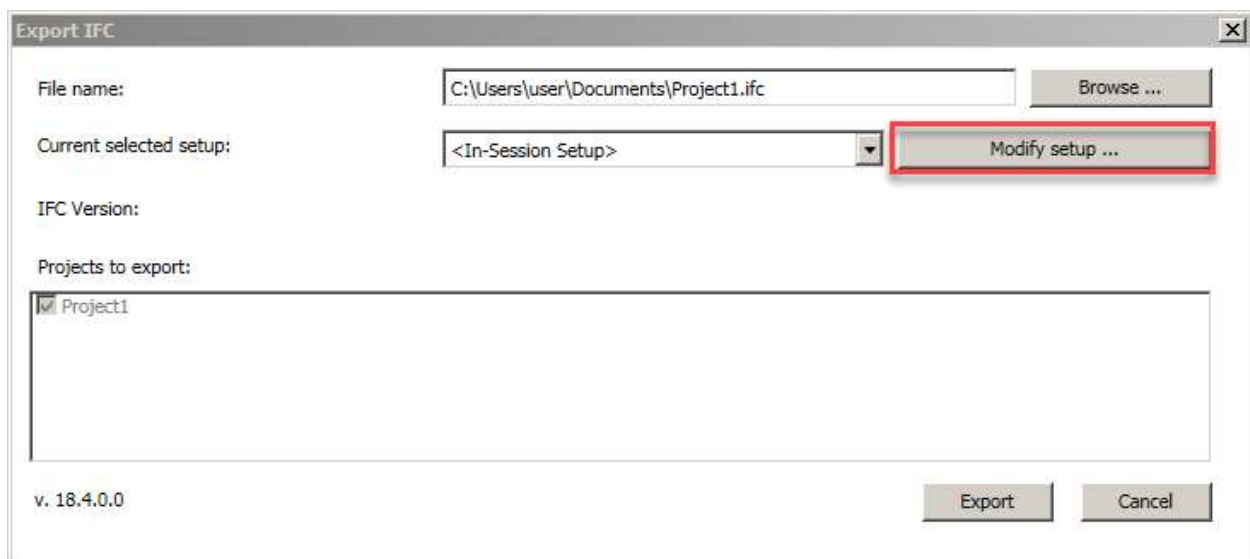 Export IFC
File name:
C:\Users\user\Documents\Project1.ifc
Browse ...
Current selected setup:
<In-Session Setup>
Modify setup ...
IFC Version:
Projects to export:
Project1
v. 18.4.0.0
Export
Cancel